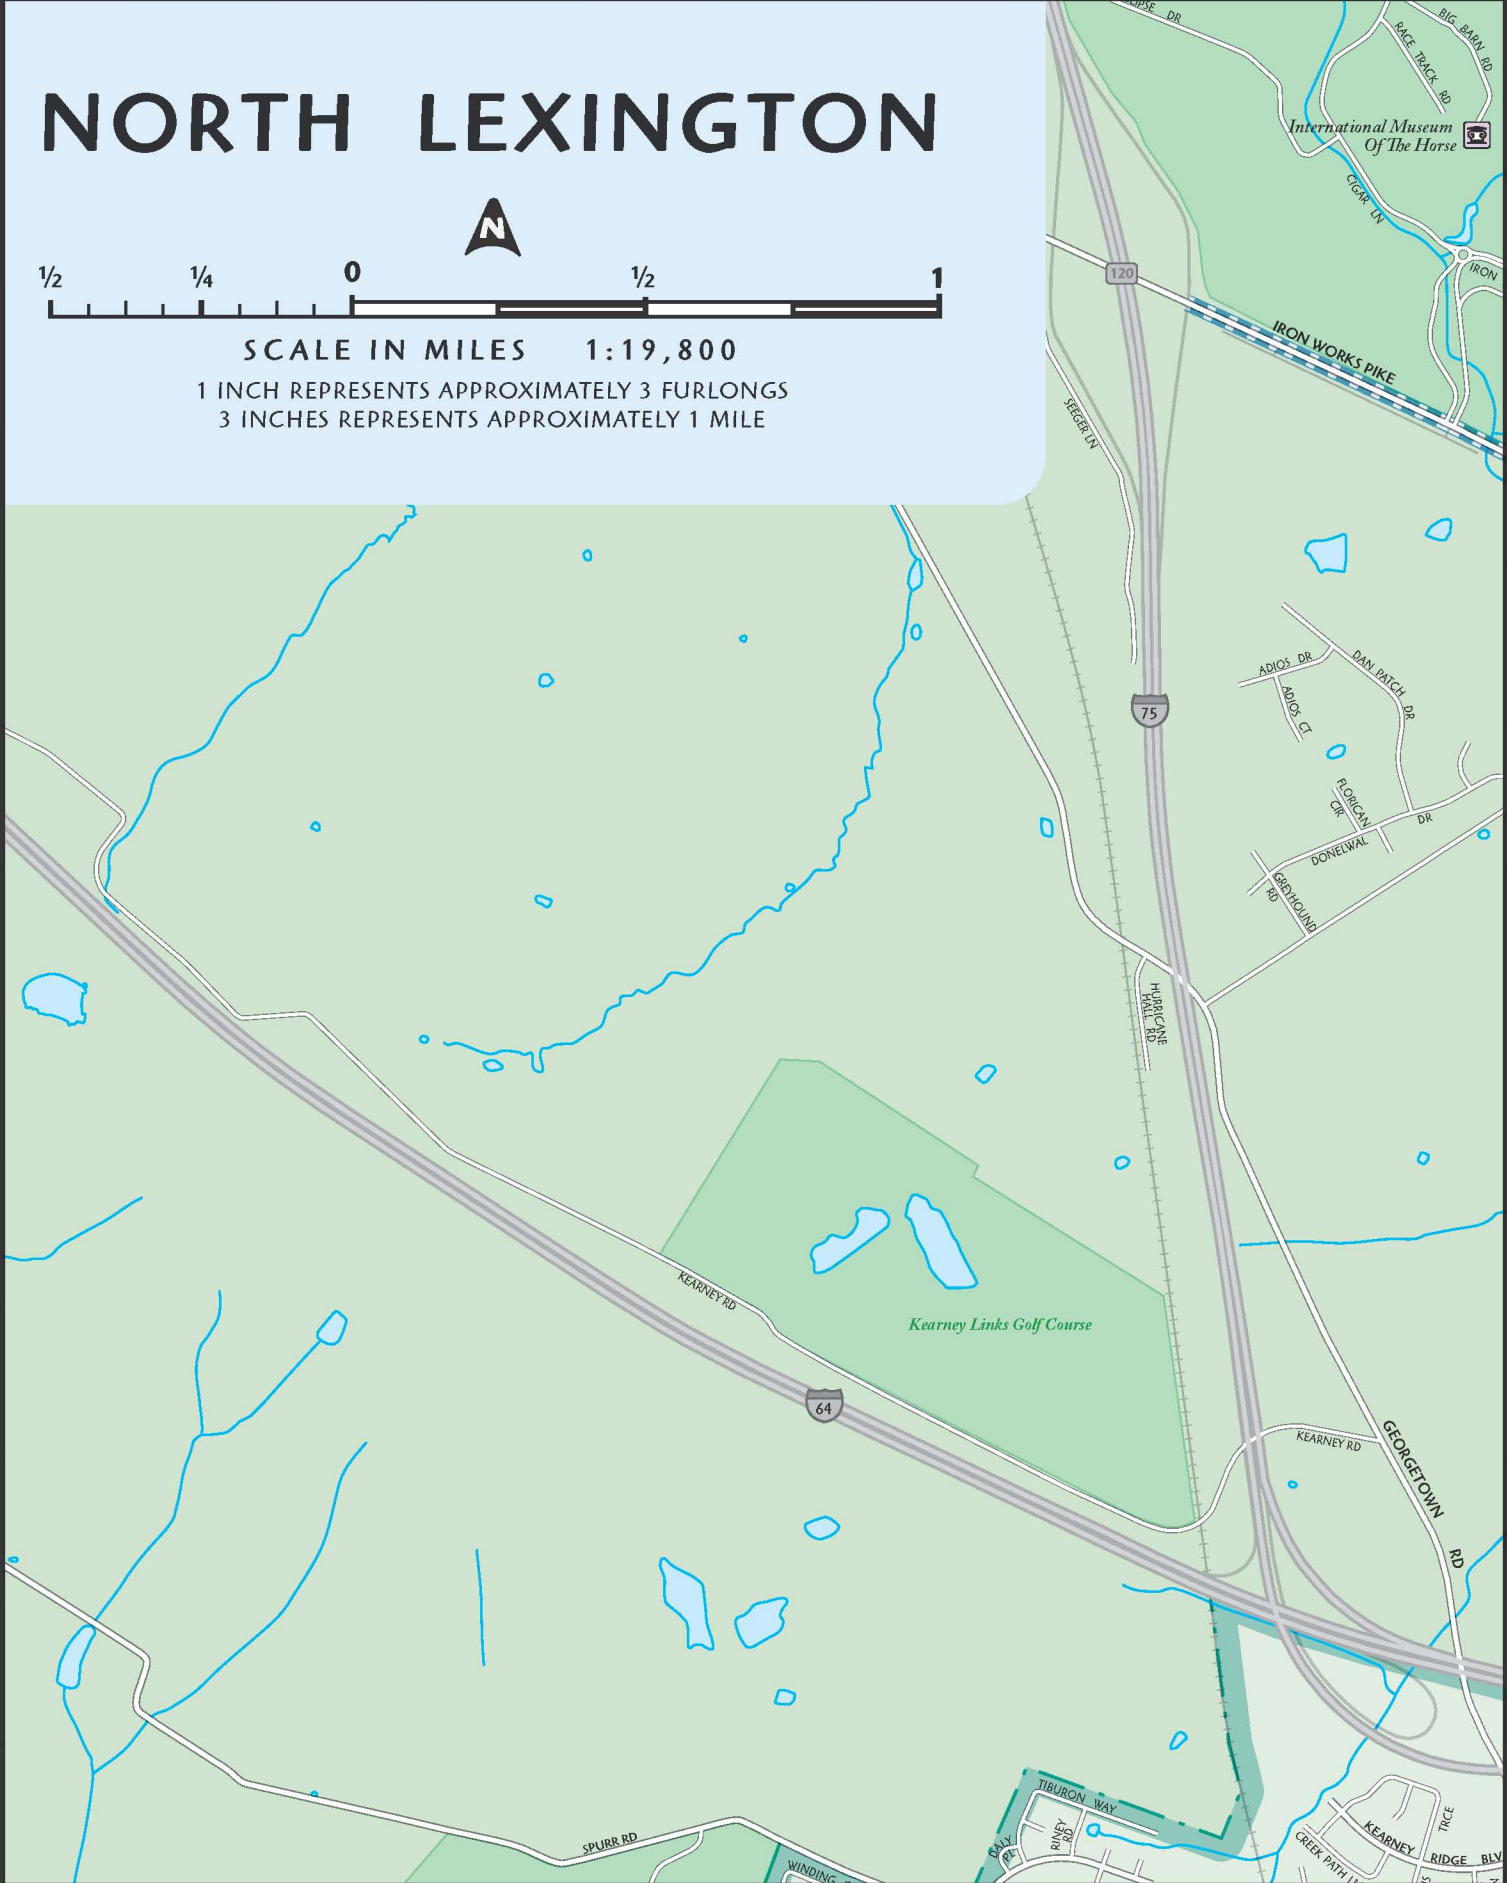 NORTH LEXINGTON
N
1/2 1/4 0 1/2 1
SCALE IN MILES 1:19,800
1 INCH REPRESENTS APPROXIMATELY 3 FURLONGS
3 INCHES REPRESENTS APPROXIMATELY 1 MILE
DR
BIG BARN RD
RACE TRACK RD
International Museum
Of The Horse
CIGAR LN
IRON
120
IRON WORKS PIKE
SEEGER LN
ADIOS DR
DAN PATCH DR
ADIOS CT
75
FLORICAN
CIR
DONELWAL DR
GREYHOUND
RD
HURRICANE
HALL RD
KEARNEY RD
Kearney Links Golf Course
64
KEARNEY RD
GEORGETOWN RD
TIBURON WAY
RINEY
RD
DALY
PL
TRCE
KEARNEY RIDGE BLV
CREEK PATH LN
SPURR RD
WINDING